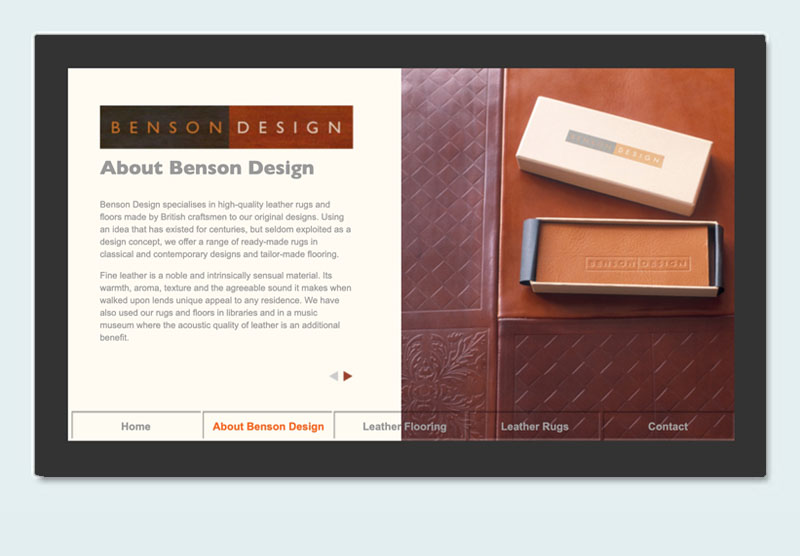 BENSON DESIGN
About Benson Design
Benson Design specialises in high-quality leather rugs and
floors made by British craftsmen to our original designs. Using
an idea that has existed for centuries, but seldom exploited as a
design concept, we offer a range of ready-made rugs in
classical and contemporary designs and tailor-made flooring.
Fine leather is a noble and intrinsically sensual material. Its
warmth, aroma, texture and the agreeable sound it makes when
walked upon lends unique appeal to any residence. We have
also used our rugs and floors in libraries and in a music
museum where the acoustic quality of leather is an additional
benefit.
BENSON DESIGN
BENSON DESIGN
Home About Benson Design Leather Flooring Leather Rugs Contact